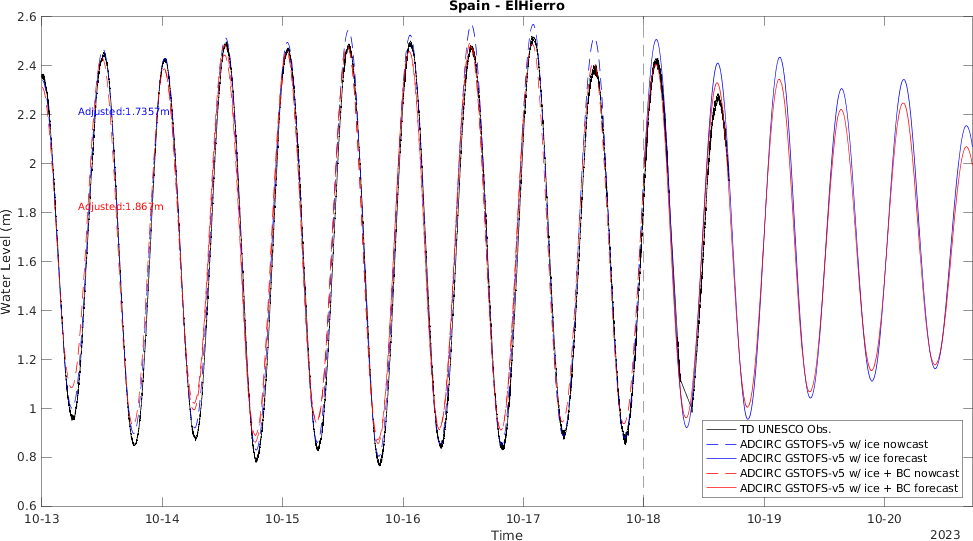 Spain - ElHierro
2.6
2.4
2.2
2
1.8
1.6
1.4
1.2
1
0.8
0.6
Water Level (m)
Adjusted:1.7357m
Adjusted:1.867m
TD UNESCO Obs.
ADCIRC GSTOFS-v5 w/ ice nowcast
ADCIRC GSTOFS-v5 w/ ice forecast
ADCIRC GSTOFS-v5 w/ ice + BC nowcast
ADCIRC GSTOFS-v5 w/ ice + BC forecast
10-13 10-14 10-15 10-16 10-17 10-18 10-19 10-20
Time
2023